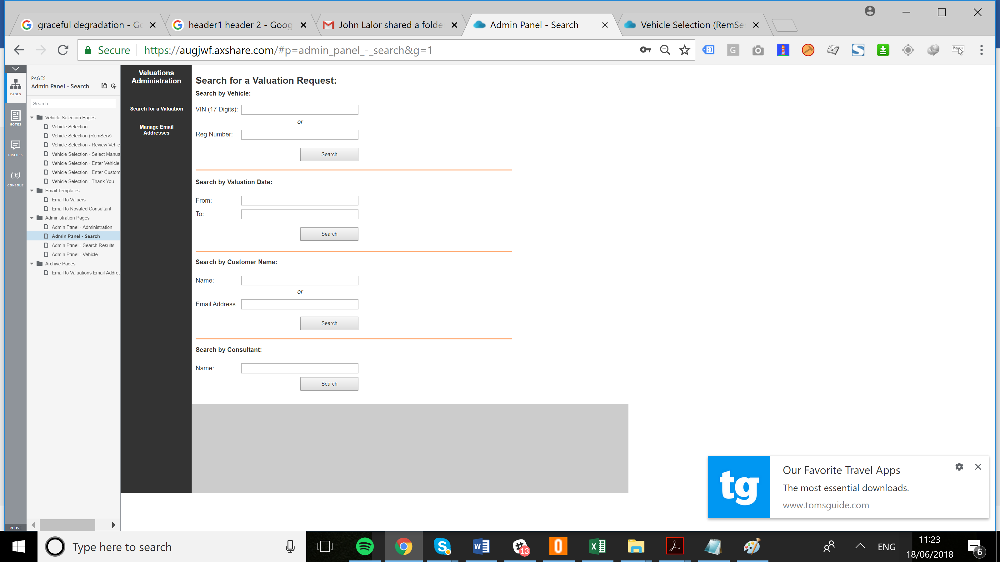 graceful degradation - Go
header1 header 2 - Goog
John Lalor shared a folde
Admin Panel - Search
Vehicle Selection (RemSe
Secure
https://augjwf.axshare.com/#p=admin_panel_-_search&g=1
PAGES
NOTES
DISCUSS
(x)
CONSOLE
CLOSE
PAGES
Admin Panel - Search
Search
Vehicle Selection Pages
Vehicle Selection
Vehicle Selection (RemServ)
Vehicle Selection - Review Vehic
Vehicle Selection - Select Manua
Vehicle Selection - Enter Vehicle
Vehicle Selection - Enter Custom
Vehicle Selection - Thank You
Email Templates
Email to Valuers
Email to Novated Consultant
Administration Pages
Admin Panel - Administration
Admin Panel - Search
Admin Panel - Search Results
Admin Panel - Vehicle
Archive Pages
Email to Valuations Email Addres
Valuations
Administration
Search for a Valuation
Manage Email
Addresses
Search for a Valuation Request:
Search by Vehicle:
VIN (17 Digits):
or
Reg Number:
Search
Search by Valuation Date:
From:
To:
Search
Search by Customer Name:
Name:
or
Email Address
Search
Search by Consultant:
Name:
Search
tg
Our Favorite Travel Apps
The most essential downloads.
www.tomsguide.com
Type here to search
13
ENG
11:23
18/06/2018
6